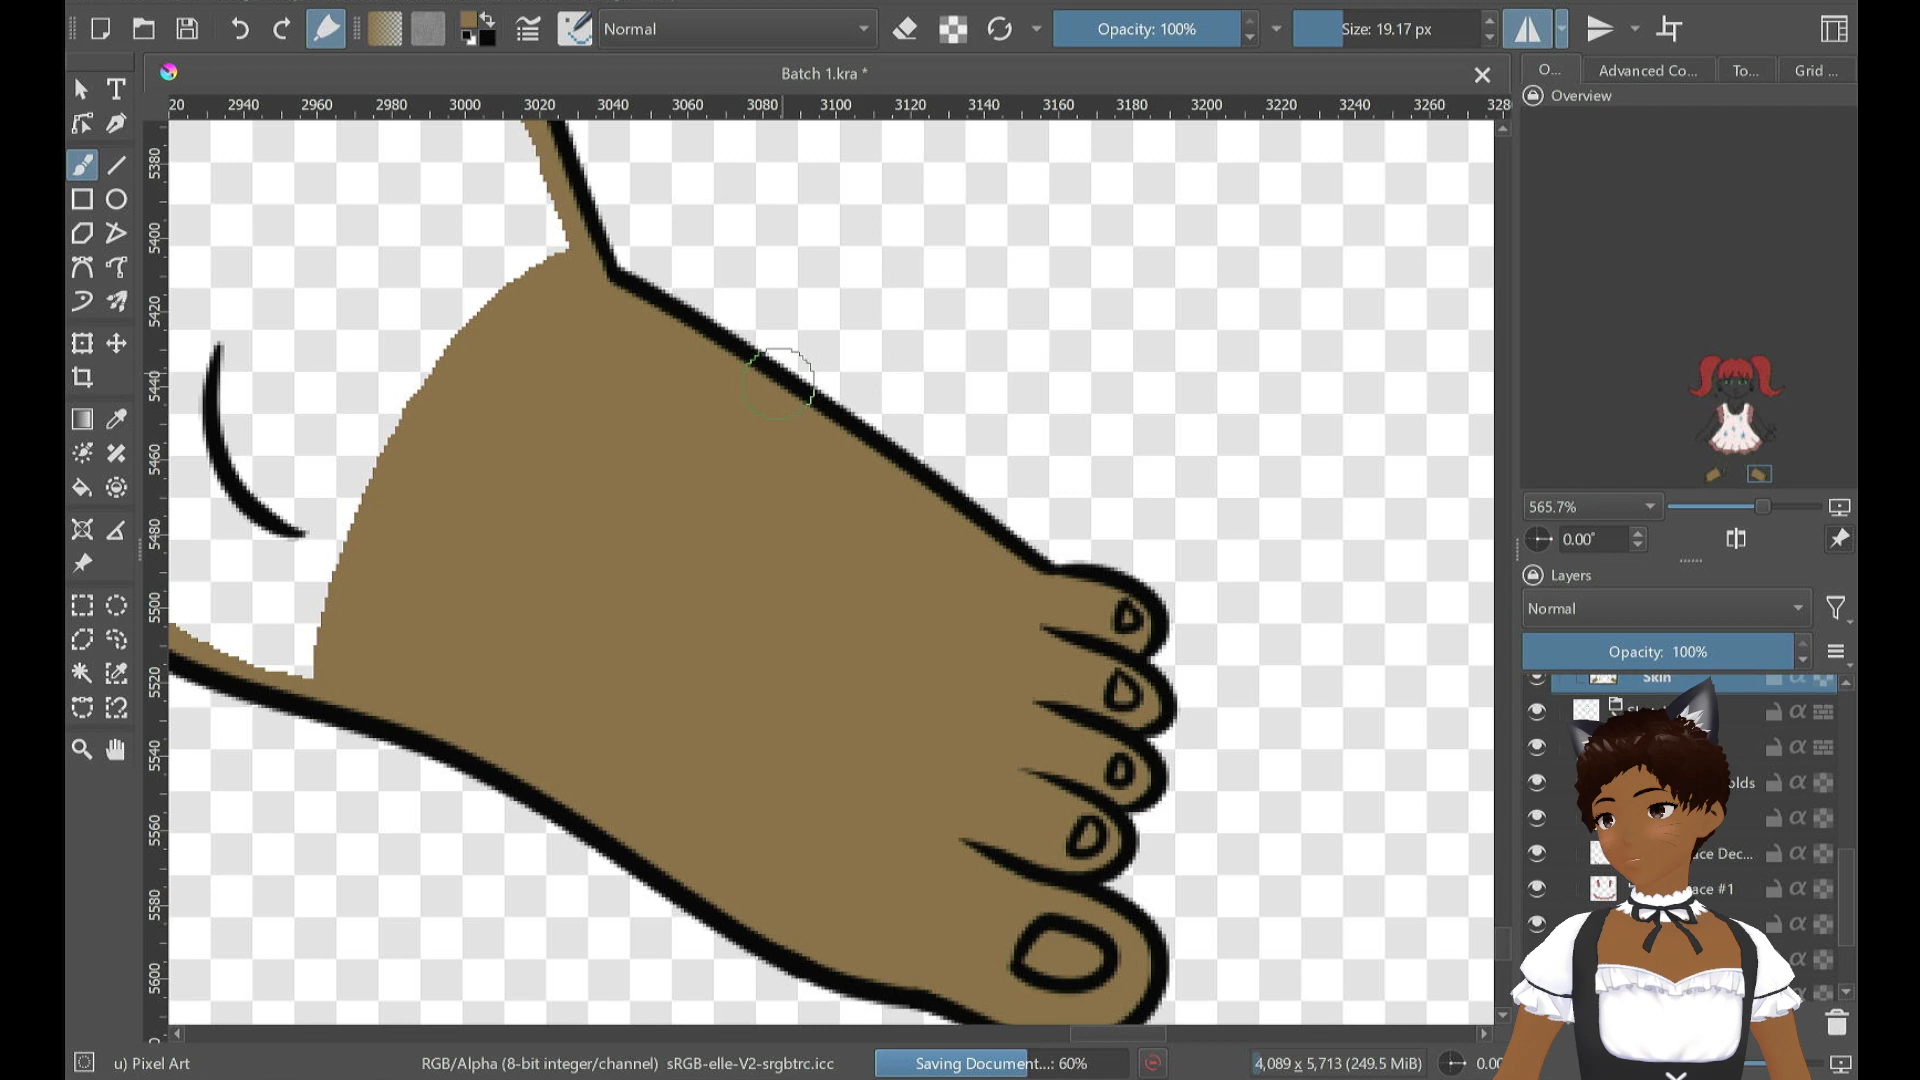 Normal
Opacity: 100%
Size: 19.17 px
Batch 1.kra *
O...
Advanced Co...
To...
Grid ...
20 2940 2960 2980 3000 3020 3040 3060 3080 3100 3120 3140 3160 3180 3200 3220 3240 3260 328
Overview
5380
5400
5420
5440
5460
5480
5500
5520
5540
5560
5580
5600
565.7%
0.00°
Layers
Normal
Opacity: 100%
Skin
olds
ace Dec...
ace #1
u) Pixel Art
RGB/Alpha (8-bit integer/channel) sRGB-elle-V2-srgbtrc.icc
Saving Document...: 60%
4,089 x 5,713 (249.5 MiB)
0.00